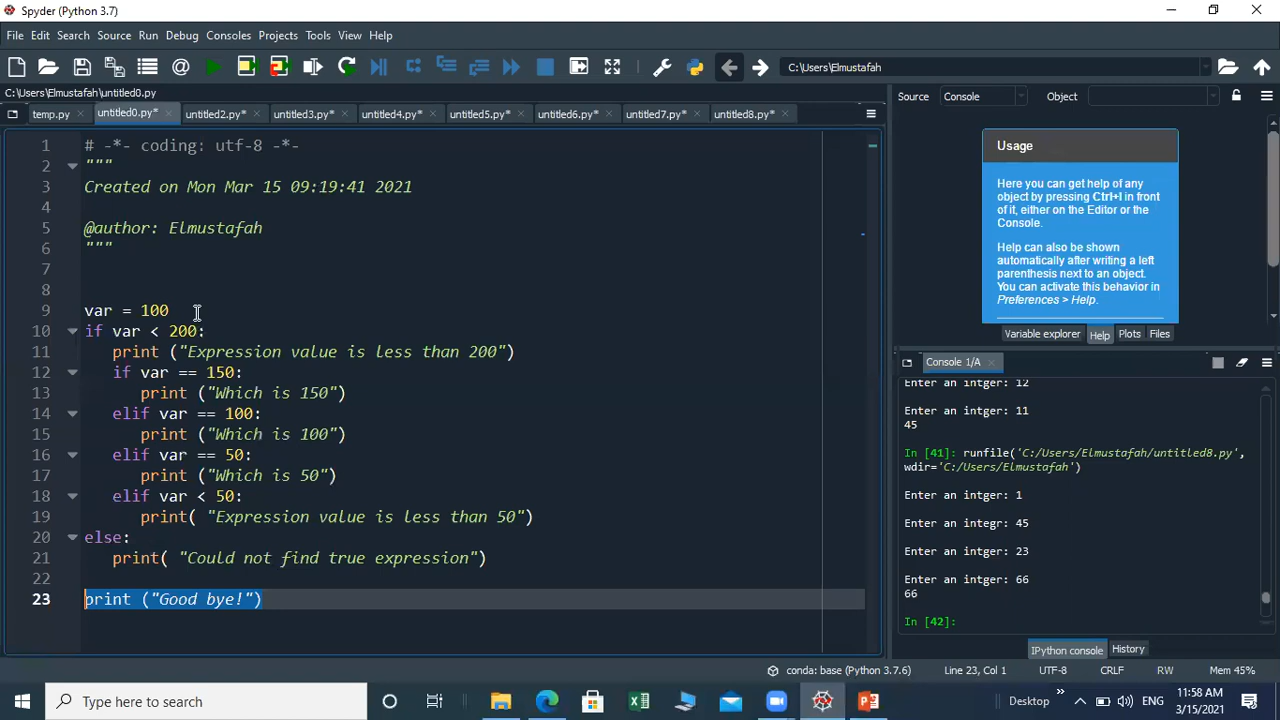 Spyder (Python 3.7)
File Edit Search Source Run Debug Consoles Projects Tools View Help
C:\Users\Elmustafah
C:\Users\Elmustafah\untitled0.py
temp.py untitled0.py* untitled2.py* untitled3.py* untitled4.py* untitled5.py* untitled6.py* untitled7.py* untitled8.py*
1 # -*- coding: utf-8 -*-
2 """
3 Created on Mon Mar 15 09:19:41 2021
4
5 @author: Elmustafah
6 """
7
8
9 var = 100
10 if var < 200:
11 print ("Expression value is less than 200")
12 if var == 150:
13 print ("Which is 150")
14 elif var == 100:
15 print ("Which is 100")
16 elif var == 50:
17 print ("Which is 50")
18 elif var < 50:
19 print( "Expression value is less than 50")
20 else:
21 print( "Could not find true expression")
22
23 print ("Good bye!")
Source Console Object
Usage
Here you can get help of any
object by pressing Ctrl+I in front
of it, either on the Editor or the
Console.
Help can also be shown
automatically after writing a left
parenthesis next to an object.
You can activate this behavior in
Preferences > Help.
Variable explorer Help Plots Files
Console 1/A
Enter an intger: 12
Enter an intger: 11
45
In [41]: runfile('C:/Users/Elmustafah/untitled8.py',
wdir='C:/Users/Elmustafah')
Enter an intger: 1
Enter an intger: 45
Enter an intger: 23
Enter an intger: 66
66
In [42]:
IPython console History
conda: base (Python 3.7.6) Line 23, Col 1 UTF-8 CRLF RW Mem 45%
Type here to search
Desktop ENG 11:58 AM
3/15/2021